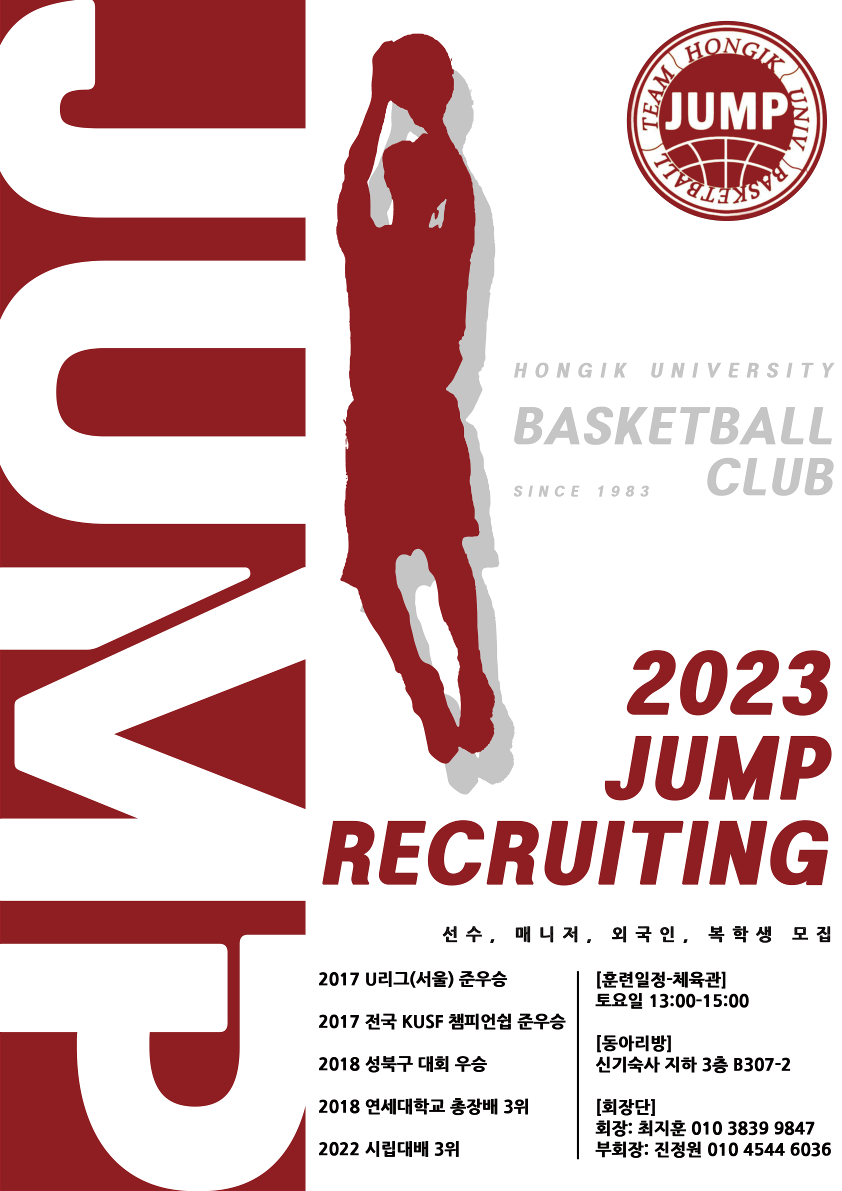 JUMP
TEAM HONGIK UNIV. BASKETBALL
JUMP
HONGIK UNIVERSITY
BASKETBALL
CLUB
SINCE 1983
2023
JUMP
RECRUITING
선수, 매니저, 외국인, 복학생 모집
2017 U리그(서울) 준우승
2017 전국 KUSF 챔피언쉽 준우승
2018 성북구 대회 우승
2018 연세대학교 총장배 3위
2022 시립대배 3위
[훈련일정-체육관]
토요일 13:00-15:00
[동아리방]
신기숙사 지하 3층 B307-2
[회장단]
회장: 최지훈 010 3839 9847
부회장: 진정원 010 4544 6036